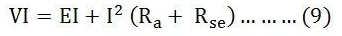 VI = EI + I² (Rₐ + Rₛₑ) … … … (9)